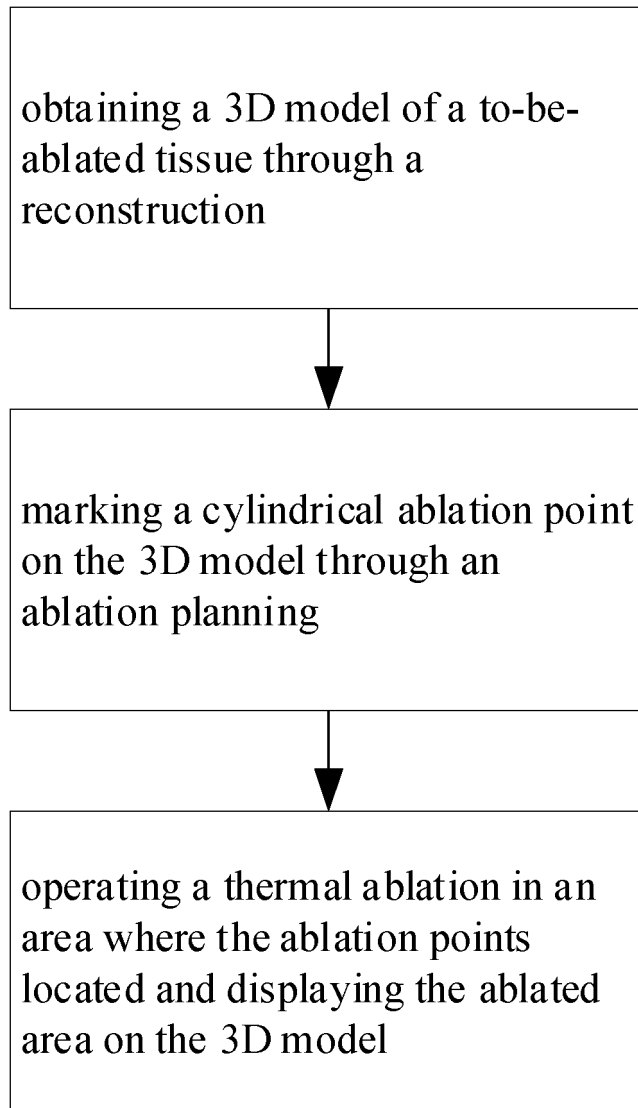 obtaining a 3D model of a to-be-
ablated tissue through a
reconstruction
marking a cylindrical ablation point
on the 3D model through an
ablation planning
operating a thermal ablation in an
area where the ablation points
located and displaying the ablated
area on the 3D model